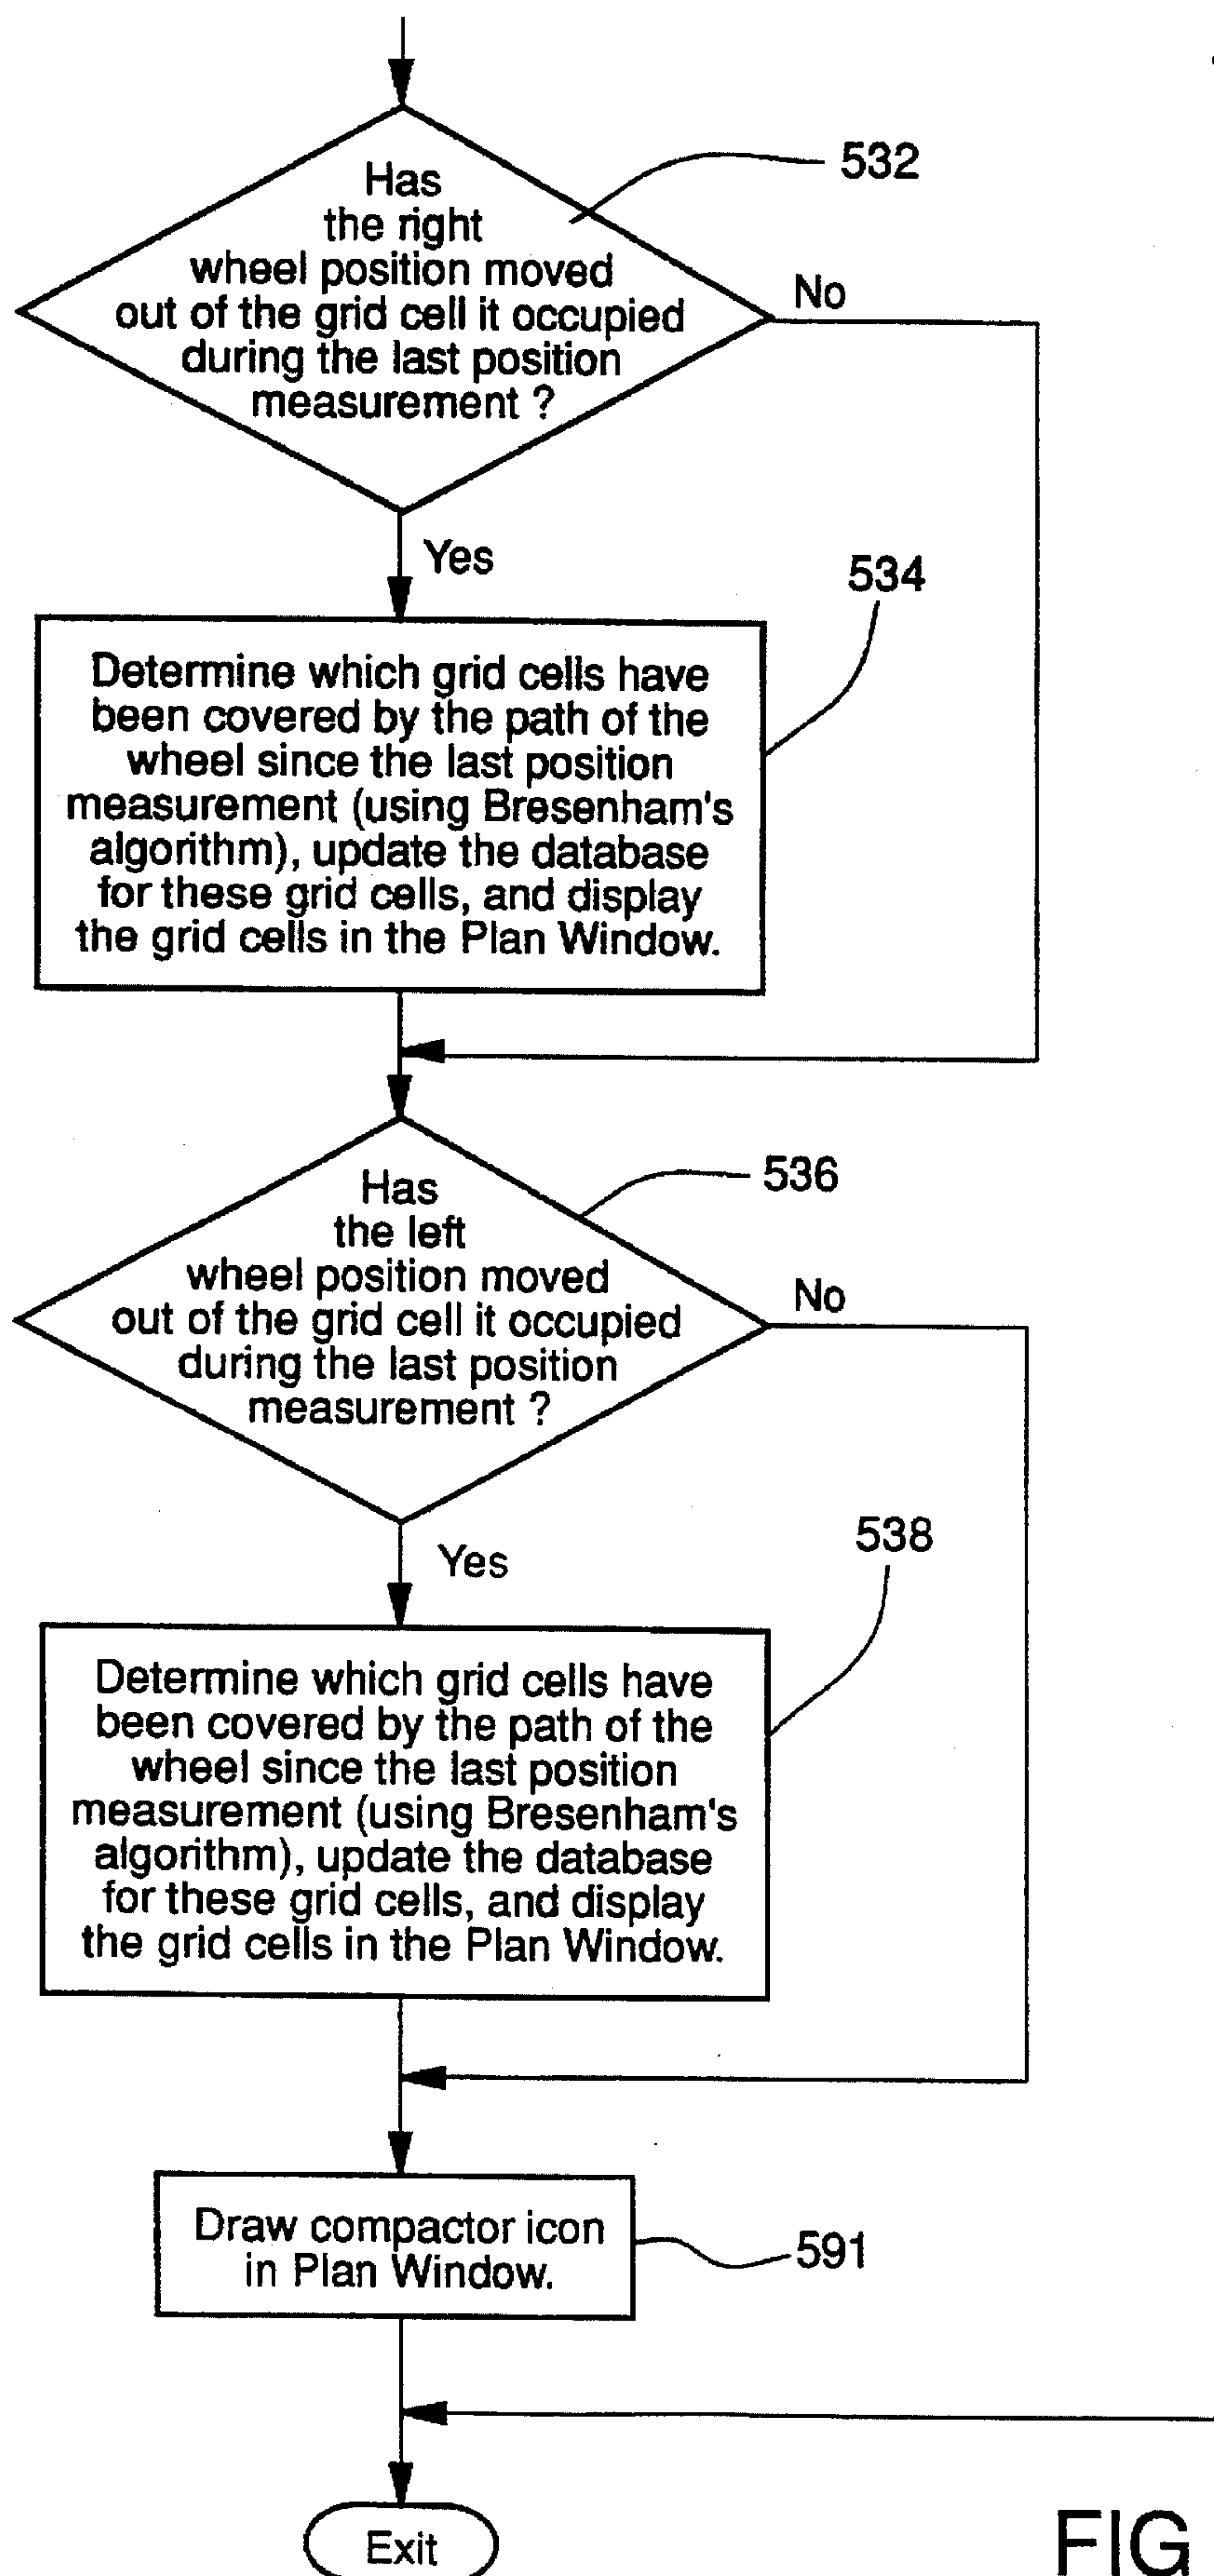 Has
the right
wheel position moved
out of the grid cell it occupied
during the last position
measurement ?
532
No
Yes
534
Determine which grid cells have
been covered by the path of the
wheel since the last position
measurement (using Bresenham's
algorithm), update the database
for these grid cells, and display
the grid cells in the Plan Window.
Has
the left
wheel position moved
out of the grid cell it occupied
during the last position
measurement ?
536
No
Yes
538
Determine which grid cells have
been covered by the path of the
wheel since the last position
measurement (using Bresenham's
algorithm), update the database
for these grid cells, and display
the grid cells in the Plan Window.
Draw compactor icon
in Plan Window.
591
Exit
FIG